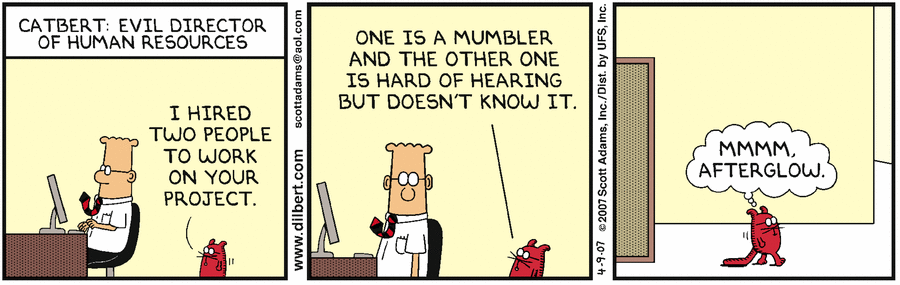 CATBERT: EVIL DIRECTOR
OF HUMAN RESOURCES
I HIRED
TWO PEOPLE
TO WORK
ON YOUR
PROJECT.
www.dilbert.com
scottadams@aol.com
ONE IS A MUMBLER
AND THE OTHER ONE
IS HARD OF HEARING
BUT DOESN'T KNOW IT.
4-9-07 ©2007 Scott Adams, Inc./Dist. by UFS, Inc.
MMMM,
AFTERGLOW.